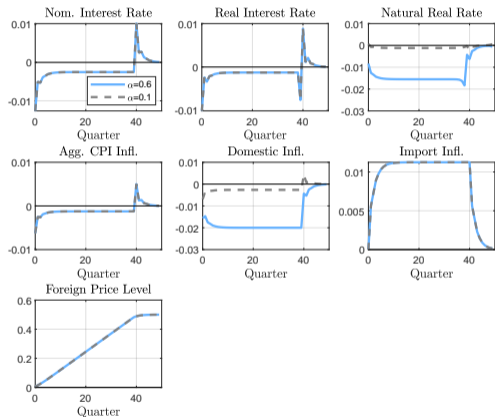 Nom. Interest Rate
0.01
0
-0.01
0 20 40
Quarter
α=0.6
α=0.1
Real Interest Rate
0.01
0
-0.01
0 20 40
Quarter
Natural Real Rate
0.01
0
-0.01
-0.02
-0.03
0 20 40
Quarter
Agg. CPI Infl.
0.01
0
-0.01
0 20 40
Quarter
Domestic Infl.
0.01
0
-0.01
-0.02
-0.03
0 20 40
Quarter
Import Infl.
0.01
0.005
0
0 20 40
Quarter
Foreign Price Level
0.6
0.4
0.2
0
0 20 40
Quarter